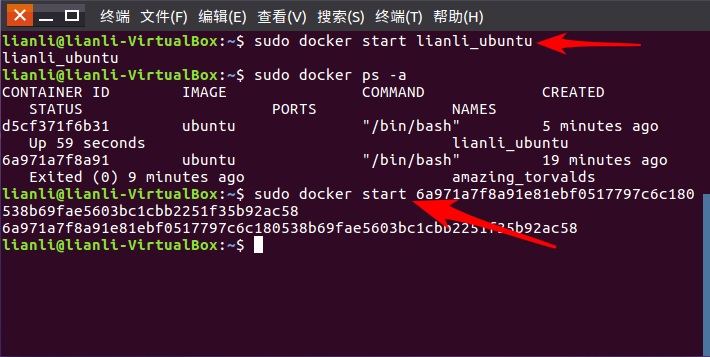 终端 文件(F) 编辑(E) 查看(V) 搜索(S) 终端(T) 帮助(H)
lianli@lianli-VirtualBox:~$ sudo docker start lianli_ubuntu
lianli_ubuntu
lianli@lianli-VirtualBox:~$ sudo docker ps -a
CONTAINER ID IMAGE COMMAND CREATED
STATUS PORTS NAMES
d5cf371f6b31 ubuntu "/bin/bash" 5 minutes ago
Up 59 seconds lianli_ubuntu
6a971a7f8a91 ubuntu "/bin/bash" 19 minutes ago
Exited (0) 9 minutes ago amazing_torvalds
lianli@lianli-VirtualBox:~$ sudo docker start 6a971a7f8a91e81ebf0517797c6c180
538b69fae5603bc1cbb2251f35b92ac58
6a971a7f8a91e81ebf0517797c6c180538b69fae5603bc1cbb2251f35b92ac58
lianli@lianli-VirtualBox:~$